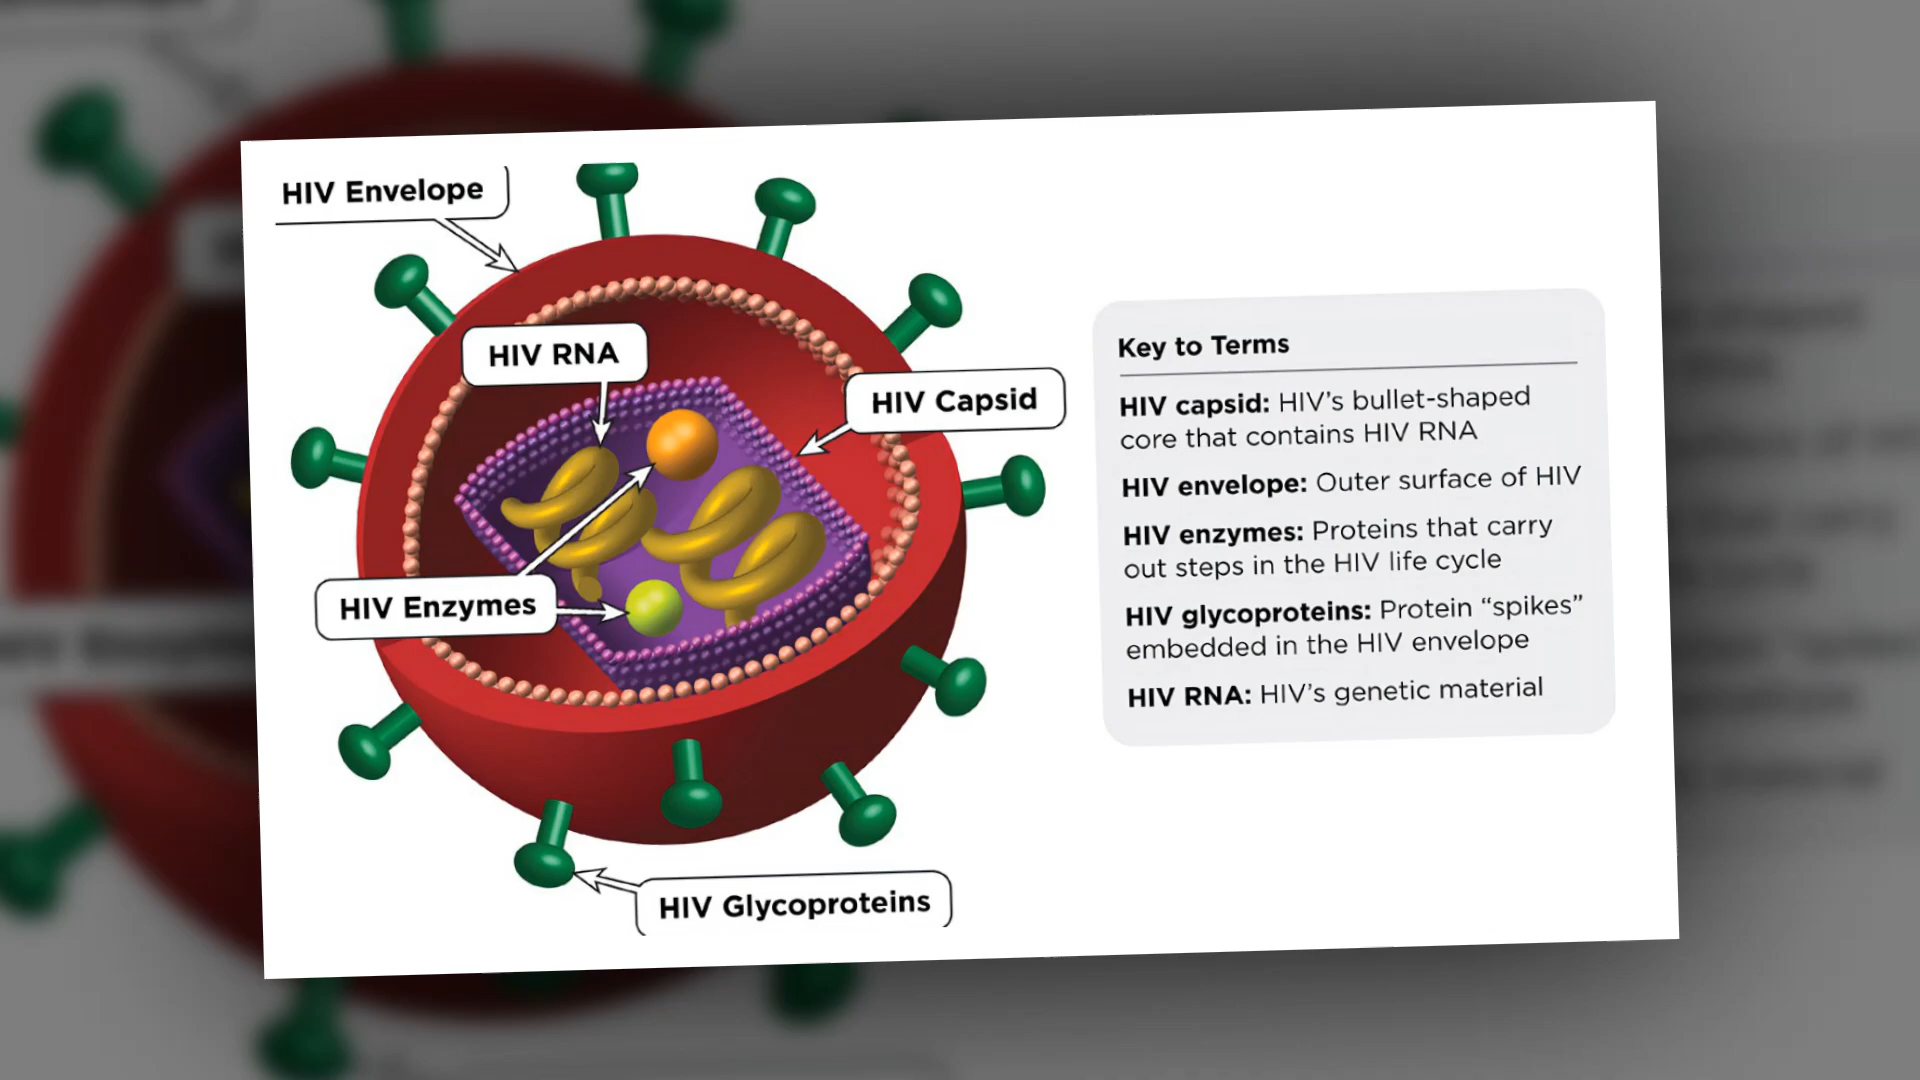 HIV Envelope
HIV RNA
HIV Capsid
HIV Enzymes
HIV Glycoproteins
Key to Terms
HIV capsid: HIV’s bullet-shaped
core that contains HIV RNA
HIV envelope: Outer surface of HIV
HIV enzymes: Proteins that carry
out steps in the HIV life cycle
HIV glycoproteins: Protein “spikes”
embedded in the HIV envelope
HIV RNA: HIV’s genetic material